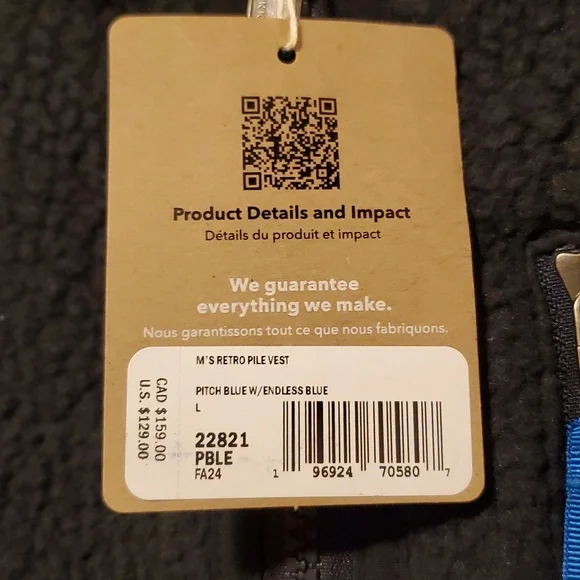 Product Details and Impact
Détails du produit et impact
We guarantee
everything we make.
Nous garantissons tout ce que nous fabriquons.
M'S RETRO PILE VEST
PITCH BLUE W/ENDLESS BLUE
L
22821
PBLE
FA24
CAD $159.00
U.S. $129.00
1 96924 70580 7